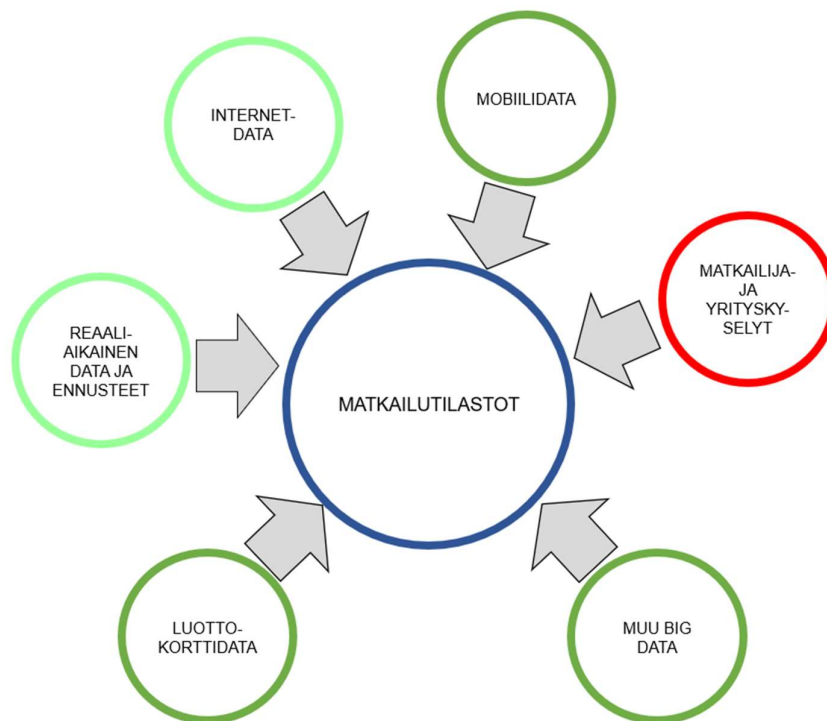 INTERNET-
DATA
MOBIILIDATA
MATKAILIJA-
JA
YRITYSKY-
SELYT
REAALI-
AIKAINEN
DATA JA
ENNUSTEET
MATKAILUTILASTOT
LUOTTO-
KORTTIDATA
MUU BIG
DATA